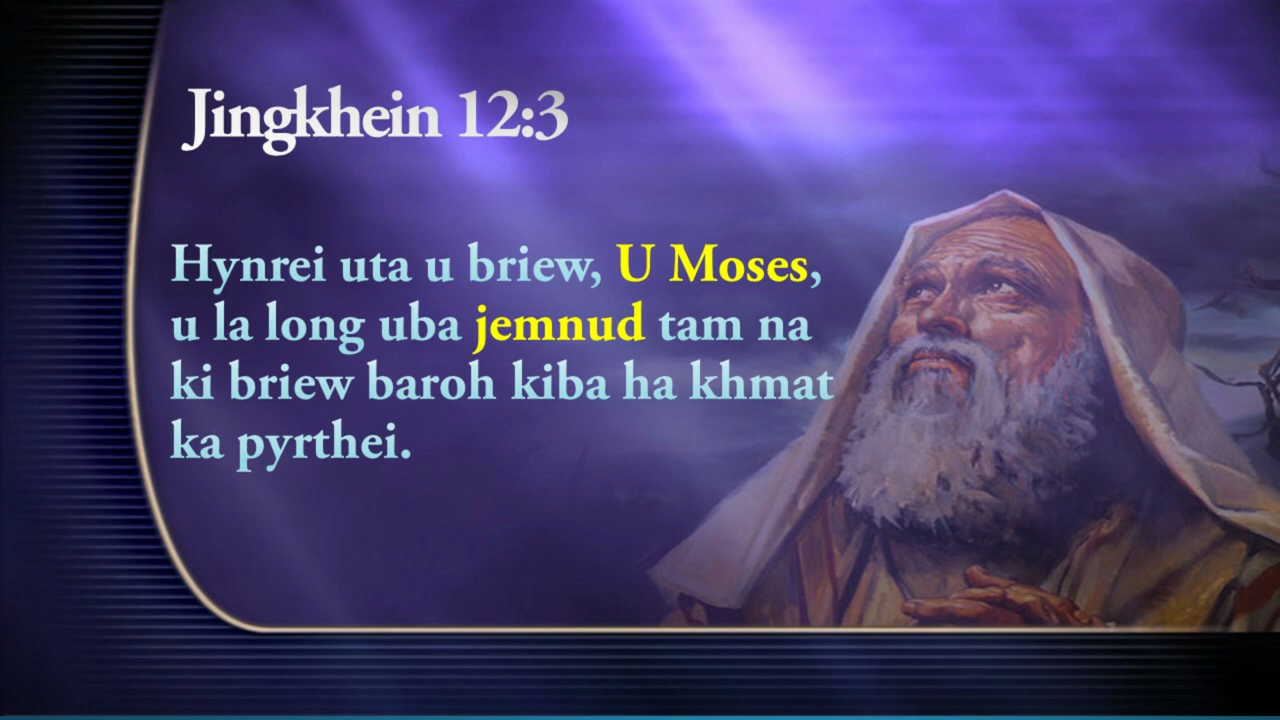 Jingkhein 12:3
Hynrei uta u briew, U Moses,
u la long uba jemnud tam na
ki briew baroh kiba ha khmat
ka pyrthei.